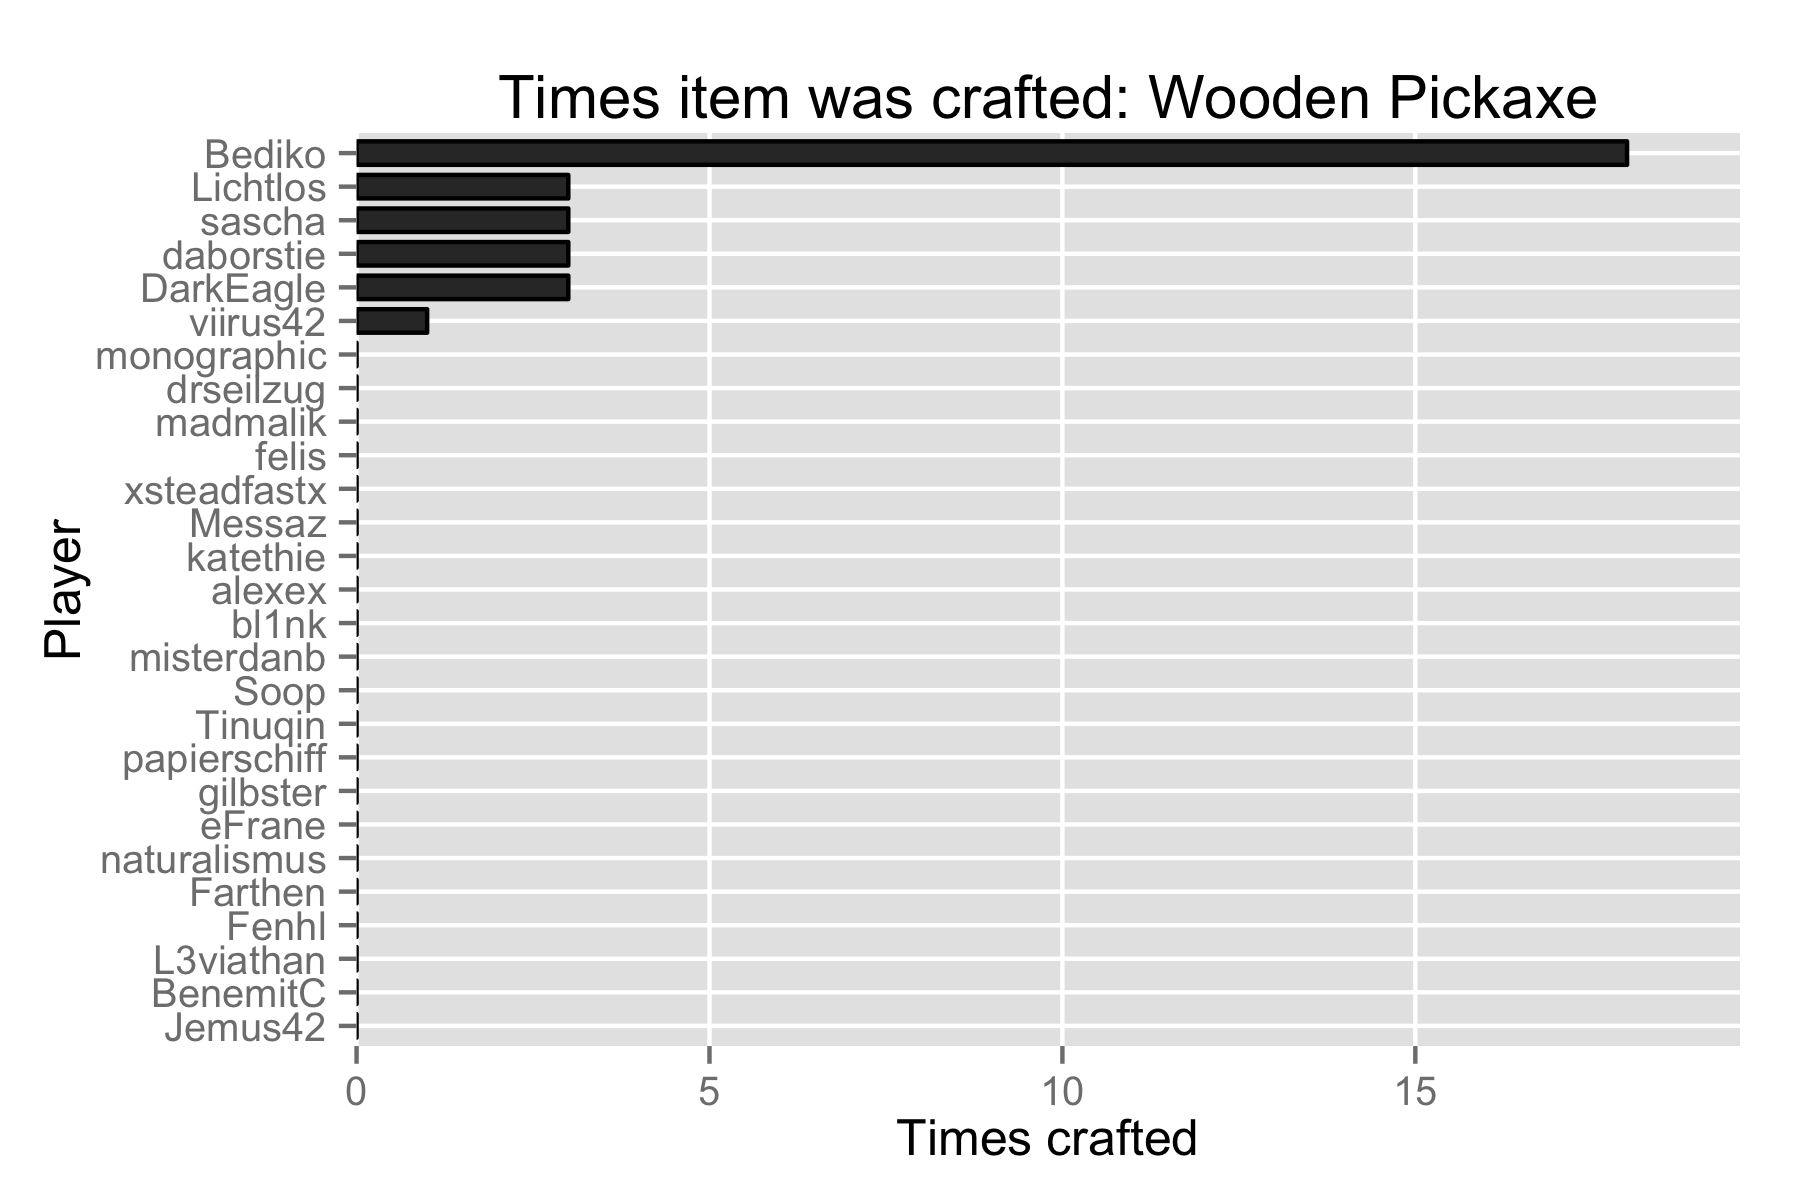 Times item was crafted: Wooden Pickaxe
Bediko
Lichtlos
sascha
daborstie
DarkEagle
viirus42
monographic
drseilzug
madmalik
felis
xsteadfastx
Messaz
katethie
alexex
bl1nk
misterdanb
Soop
Tinuqin
papierschiff
gilbster
eFrane
naturalismus
Farthen
Fenhl
L3viathan
BenemitC
Jemus42
Player
0 5 10 15
Times crafted